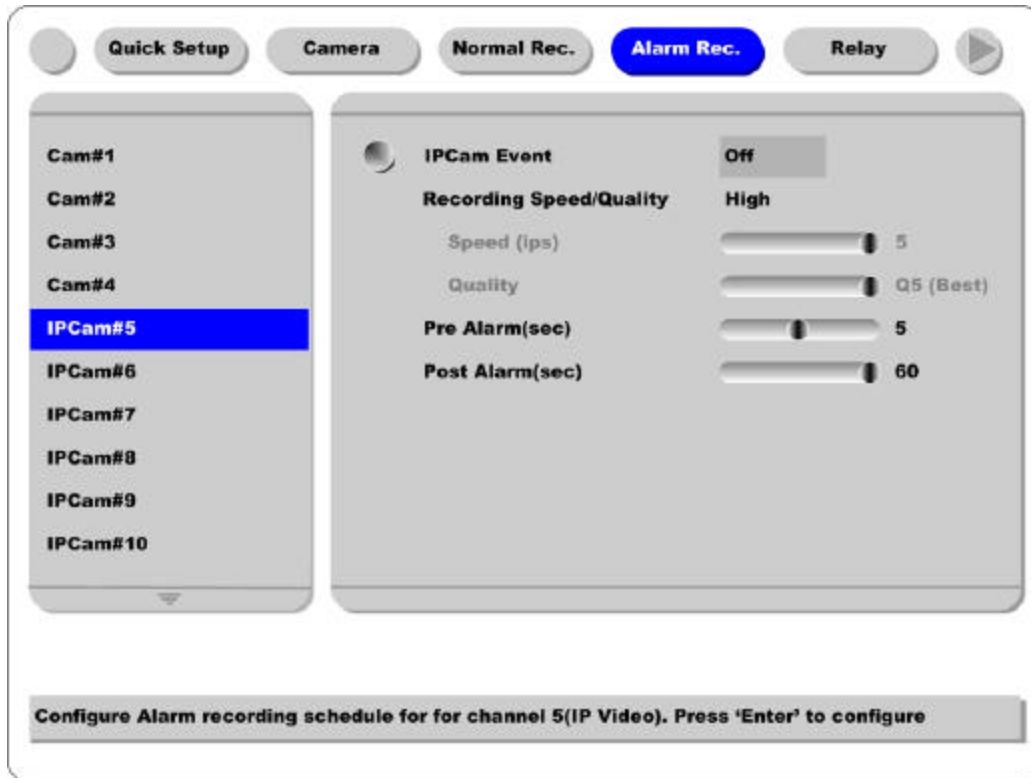 Quick Setup Camera Normal Rec. Alarm Rec. Relay
Cam#1
Cam#2
Cam#3
Cam#4
IPCam#5
IPCam#6
IPCam#7
IPCam#8
IPCam#9
IPCam#10
IPCam Event Off
Recording Speed/Quality High
Speed (ips) 5
Quality Q5 (Best)
Pre Alarm(sec) 5
Post Alarm(sec) 60
Configure Alarm recording schedule for for channel 5(IP Video). Press ‘Enter’ to configure